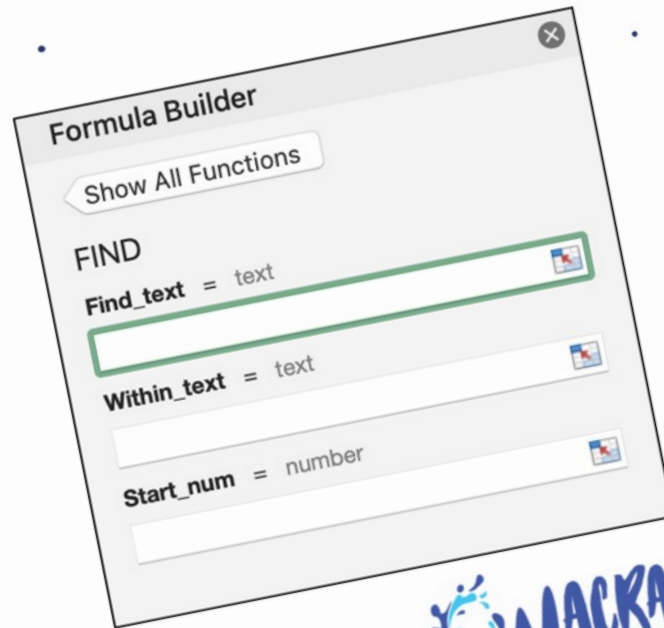 Formula Builder
Show All Functions
FIND
Find_text = text
Within_text = text
Start_num = number